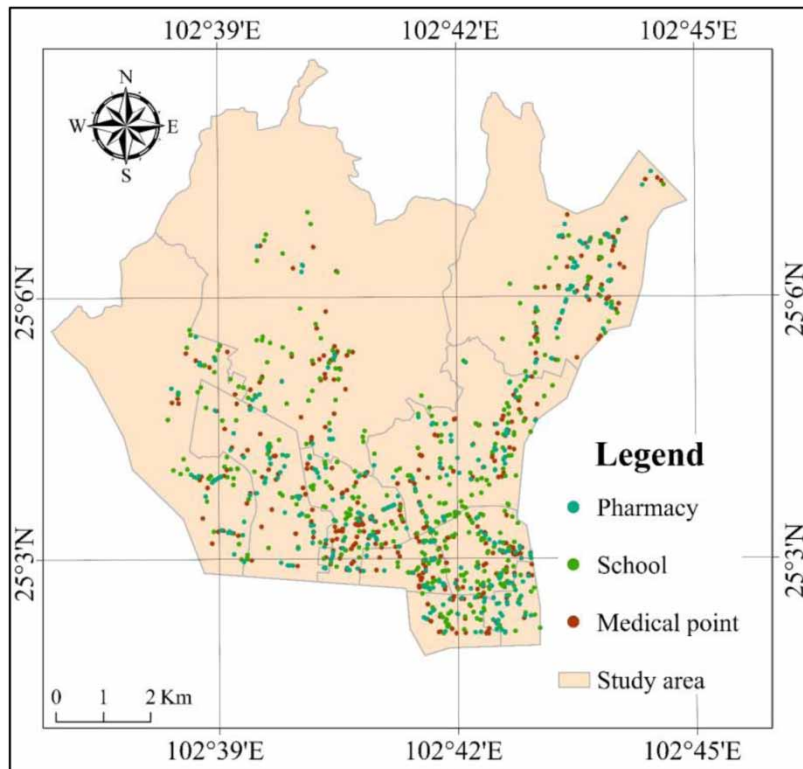 102°39'E 102°42'E 102°45'E
N
W E
S
25°6'N 25°6'N
Legend
Pharmacy
School
25°3'N 25°3'N
Medical point
Study area
0 1 2 Km
102°39'E 102°42'E 102°45'E